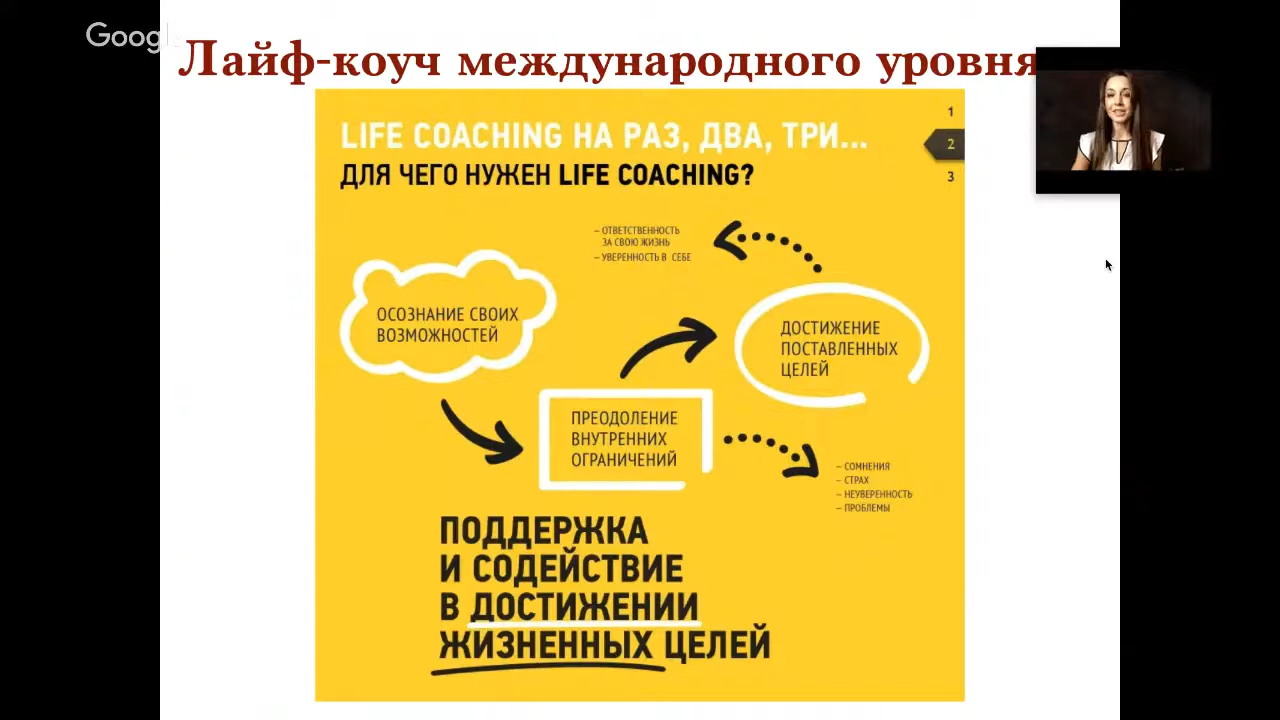 Google
Лайф-коуч международного уровня
LIFE COACHING НА РАЗ, ДВА, ТРИ...
ДЛЯ ЧЕГО НУЖЕН LIFE COACHING?
1
2
3
– ОТВЕТСТВЕННОСТЬ
ЗА СВОЮ ЖИЗНЬ
– УВЕРЕННОСТЬ В СЕБЕ
ОСОЗНАНИЕ СВОИХ
ВОЗМОЖНОСТЕЙ
ДОСТИЖЕНИЕ
ПОСТАВЛЕННЫХ
ЦЕЛЕЙ
ПРЕОДОЛЕНИЕ
ВНУТРЕННИХ
ОГРАНИЧЕНИЙ
– СОМНЕНИЯ
– СТРАХ
– НЕУВЕРЕННОСТЬ
– ПРОБЛЕМЫ
ПОДДЕРЖКА
И СОДЕЙСТВИЕ
В ДОСТИЖЕНИИ
ЖИЗНЕННЫХ ЦЕЛЕЙ